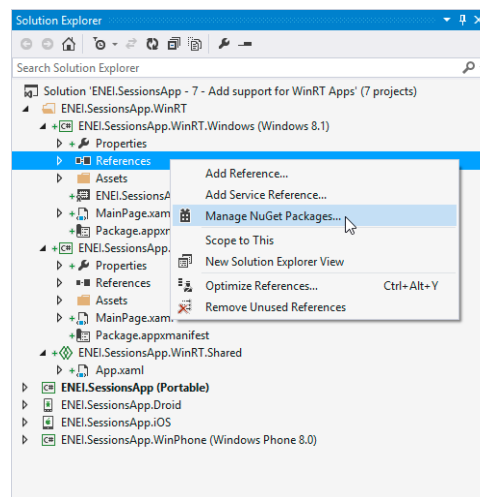 Solution Explorer
Search Solution Explorer
Solution 'ENEI.SessionsApp - 7 - Add support for WinRT Apps' (7 projects)
ENEI.SessionsApp.WinRT
ENEI.SessionsApp.WinRT.Windows (Windows 8.1)
Properties
References
Add Reference...
Assets
Add Service Reference...
ENEI.SessionsA
MainPage.xam
Manage NuGet Packages...
Package.appxr
Scope to This
ENEI.SessionsApp.
Properties
New Solution Explorer View
References
Optimize References... Ctrl+Alt+Y
Assets
Remove Unused References
MainPage.xam
Package.appxmanifest
ENEI.SessionsApp.WinRT.Shared
App.xaml
ENEI.SessionsApp (Portable)
ENEI.SessionsApp.Droid
ENEI.SessionsApp.iOS
ENEI.SessionsApp.WinPhone (Windows Phone 8.0)